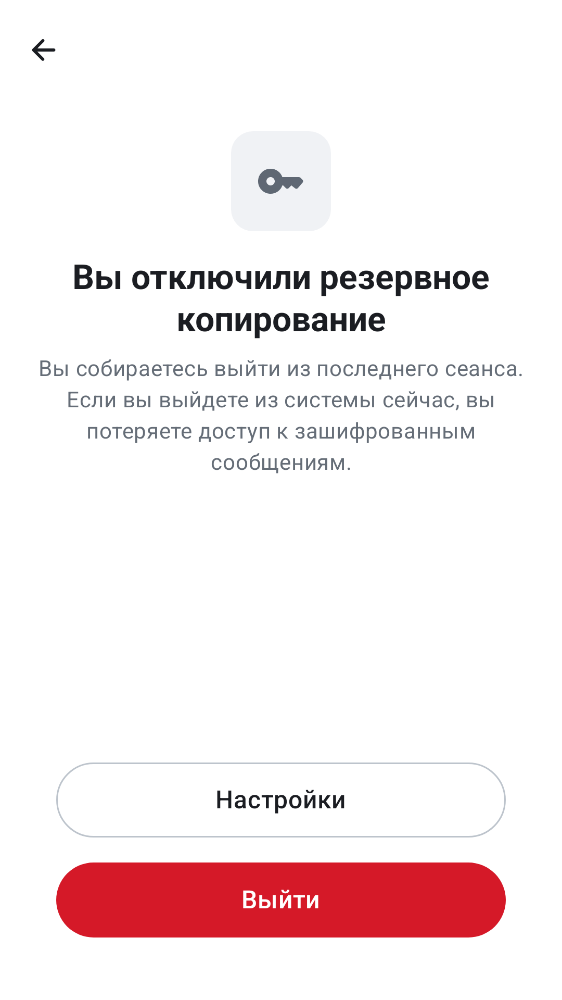 Вы отключили резервное
копирование
Вы собираетесь выйти из последнего сеанса.
Если вы выйдете из системы сейчас, вы
потеряете доступ к зашифрованным
сообщениям.
Настройки
Выйти